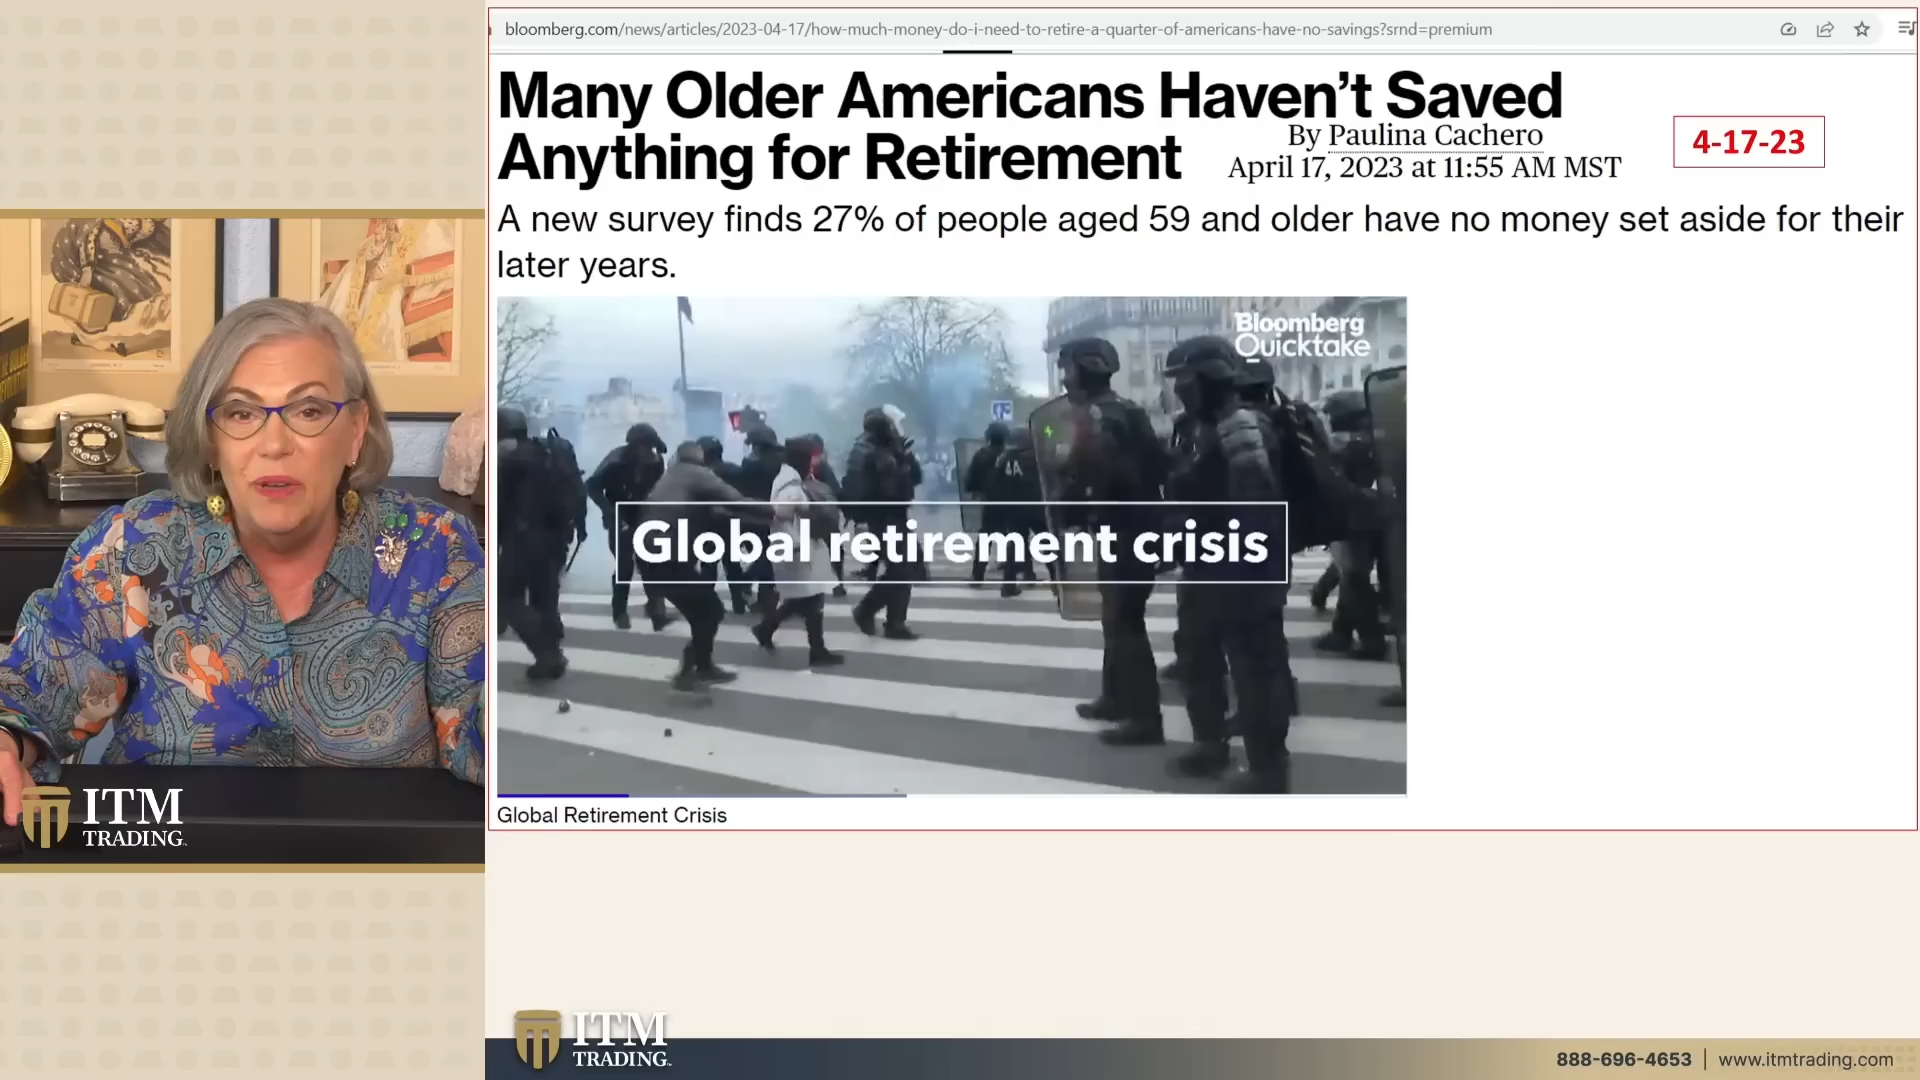 bloomberg.com/news/articles/2023-04-17/how-much-money-do-i-need-to-retire-a-quarter-of-americans-have-no-savings?srnd=premium
Many Older Americans Haven't Saved
Anything for Retirement
By Paulina Cachero
April 17, 2023 at 11:55 AM MST
4-17-23
A new survey finds 27% of people aged 59 and older have no money set aside for their
later years.
Bloomberg
Quicktake
4A
Global retirement crisis
Global Retirement Crisis
ITM
TRADING
ITM
TRADING
888-696-4653 | www.itmtrading.com